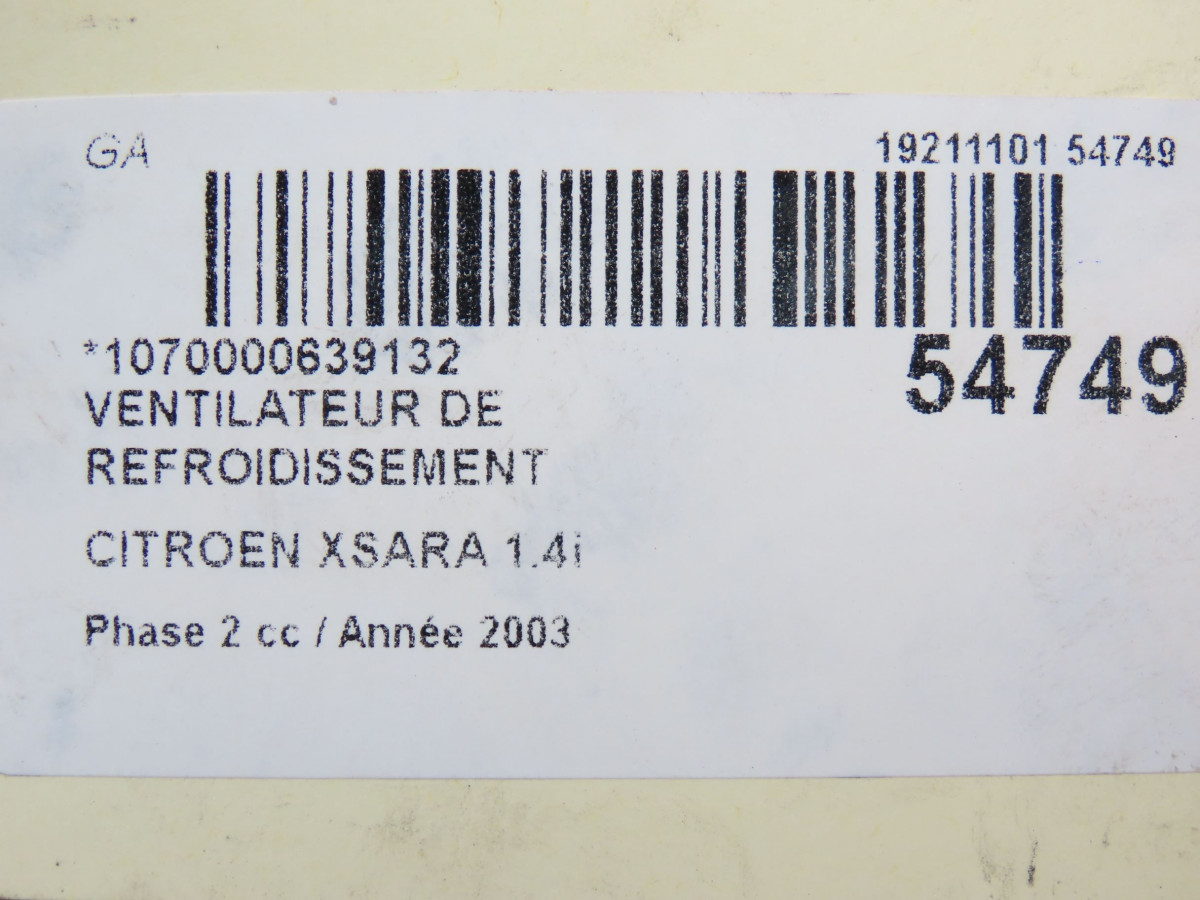 GA
19211101 54749
*1070000639132
54749
VENTILATEUR DE
REFROIDISSEMENT
CITROEN XSARA 1.4i
Phase 2 cc / Année 2003